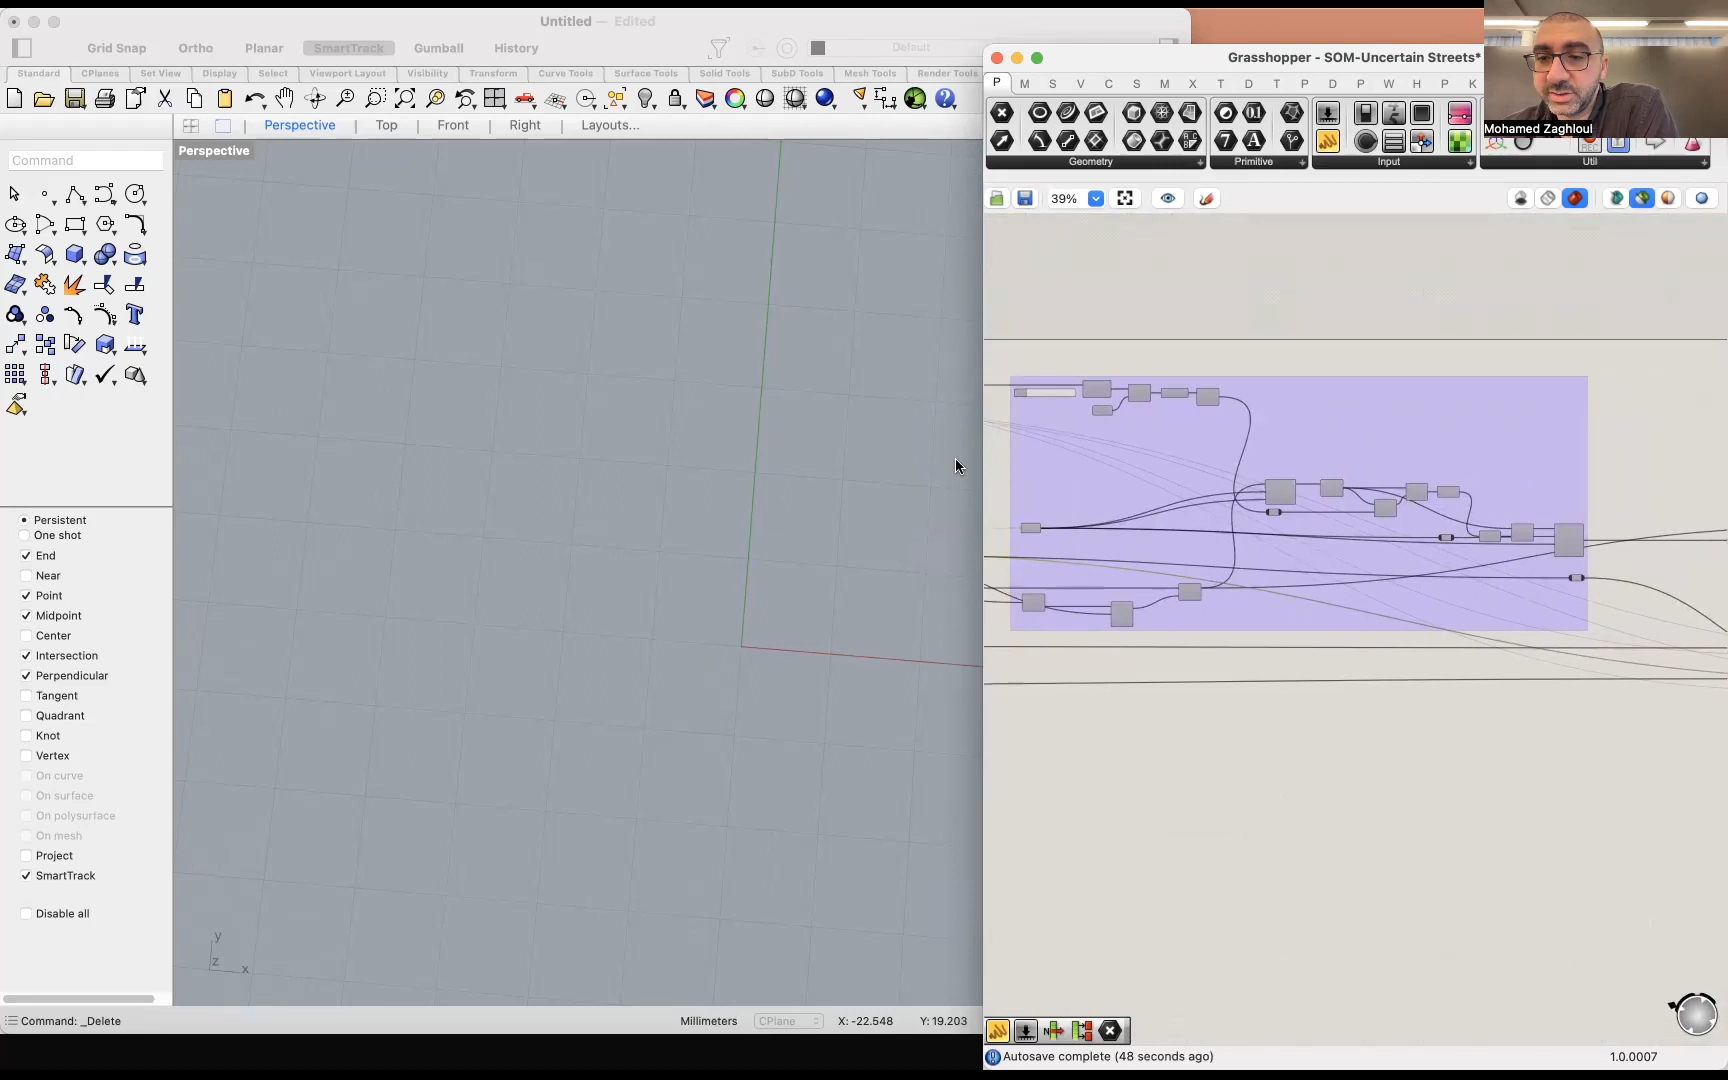 Untitled — Edited
Grid Snap Ortho Planar SmartTrack Gumball History Default
Standard CPlanes Set View Display Select Viewport Layout Visibility Transform Curve Tools Surface Tools Solid Tools SubD Tools Mesh Tools Render Tools
Perspective Top Front Right Layouts...
Perspective
Command
Persistent
One shot
End
Near
Point
Midpoint
Center
Intersection
Perpendicular
Tangent
Quadrant
Knot
Vertex
On curve
On surface
On polysurface
On mesh
Project
SmartTrack
Disable all
y
z x
Command: _Delete
Millimeters CPlane X: -22.548 Y: 19.203
Grasshopper - SOM-Uncertain Streets*
P M S V C S M X T D T P D P W H P K
Geometry Primitive Input Util
39%
Mohamed Zaghloul
Autosave complete (48 seconds ago)
1.0.0007